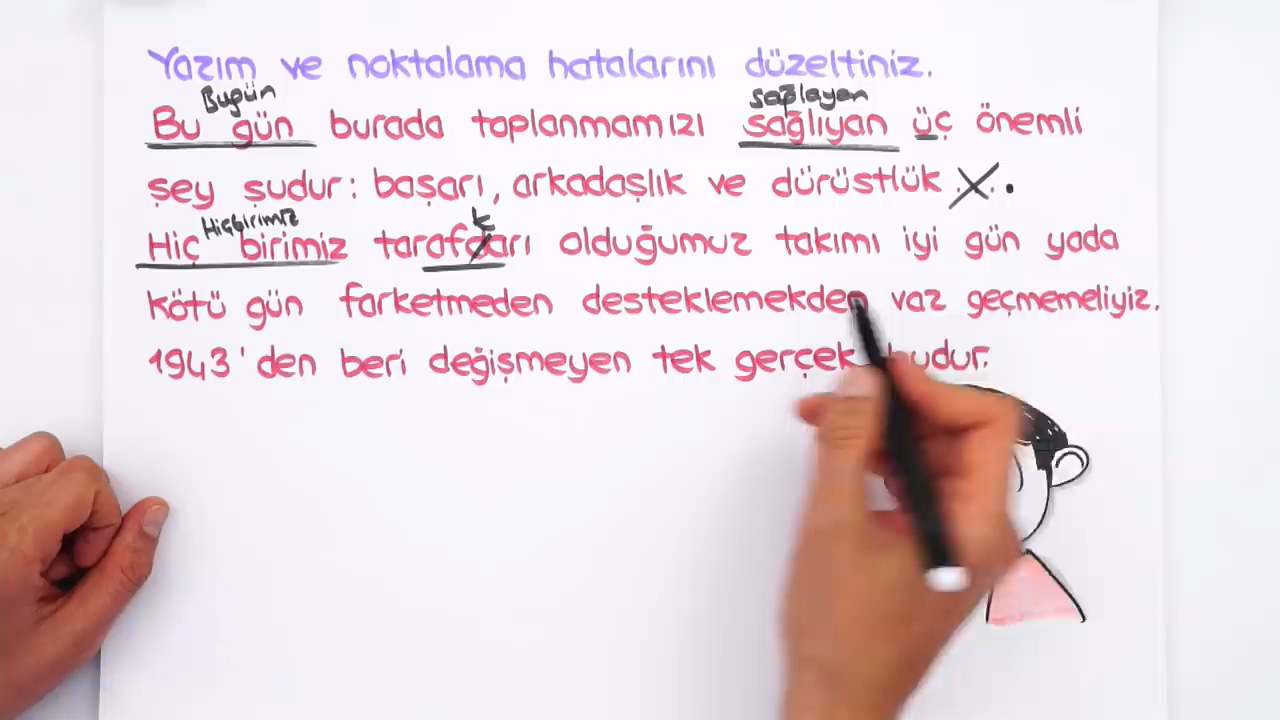 Yazım ve noktalama hatalarını düzeltiniz.
Bugün sağlayan
Bu gün burada toplanmamızı sağlıyan üç önemli
şey şudur: başarı, arkadaşlık ve dürüstlük .
Hiçbirimiz t
Hiç birimiz tarafdarı olduğumuz takımı iyi gün yada
kötü gün farketmeden desteklemekden vaz geçmemeliyiz.
1943'den beri değişmeyen tek gerçek budur.